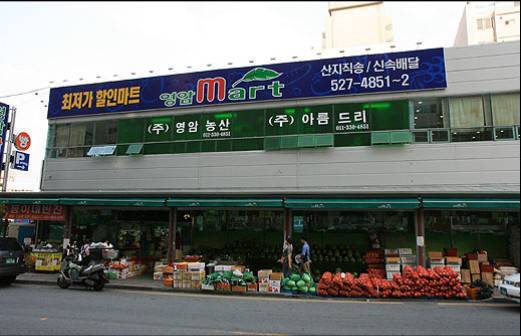 최저가 할인마트
영암 mart
산지직송 / 신속배달
527-4851~2
(주) 영암 농산
(주) 아름 드리
P